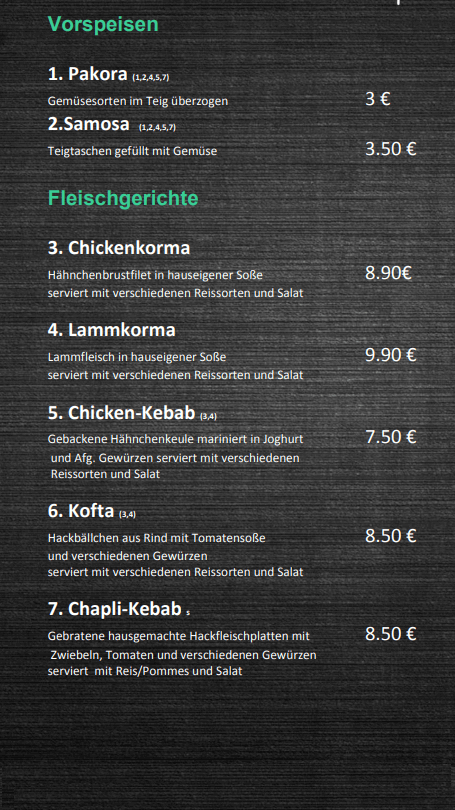 Vorspeisen
1. Pakora (1,2,4,5,7)
Gemüsesorten im Teig überzogen 3 €
2.Samosa (1,2,4,5,7)
Teigtaschen gefüllt mit Gemüse 3.50 €
Fleischgerichte
3. Chickenkorma
Hähnchenbrustfilet in hauseigener Soße 8.90€
serviert mit verschiedenen Reissorten und Salat
4. Lammkorma
Lammfleisch in hauseigener Soße 9.90 €
serviert mit verschiedenen Reissorten und Salat
5. Chicken-Kebab (3,4)
Gebackene Hähnchenkeule mariniert in Joghurt 7.50 €
und Afg. Gewürzen serviert mit verschiedenen
Reissorten und Salat
6. Kofta (3,4)
Hackbällchen aus Rind mit Tomatensoße 8.50 €
und verschiedenen Gewürzen
serviert mit verschiedenen Reissorten und Salat
7. Chapli-Kebab 5
Gebratene hausgemachte Hackfleischplatten mit 8.50 €
Zwiebeln, Tomaten und verschiedenen Gewürzen
serviert mit Reis/Pommes und Salat